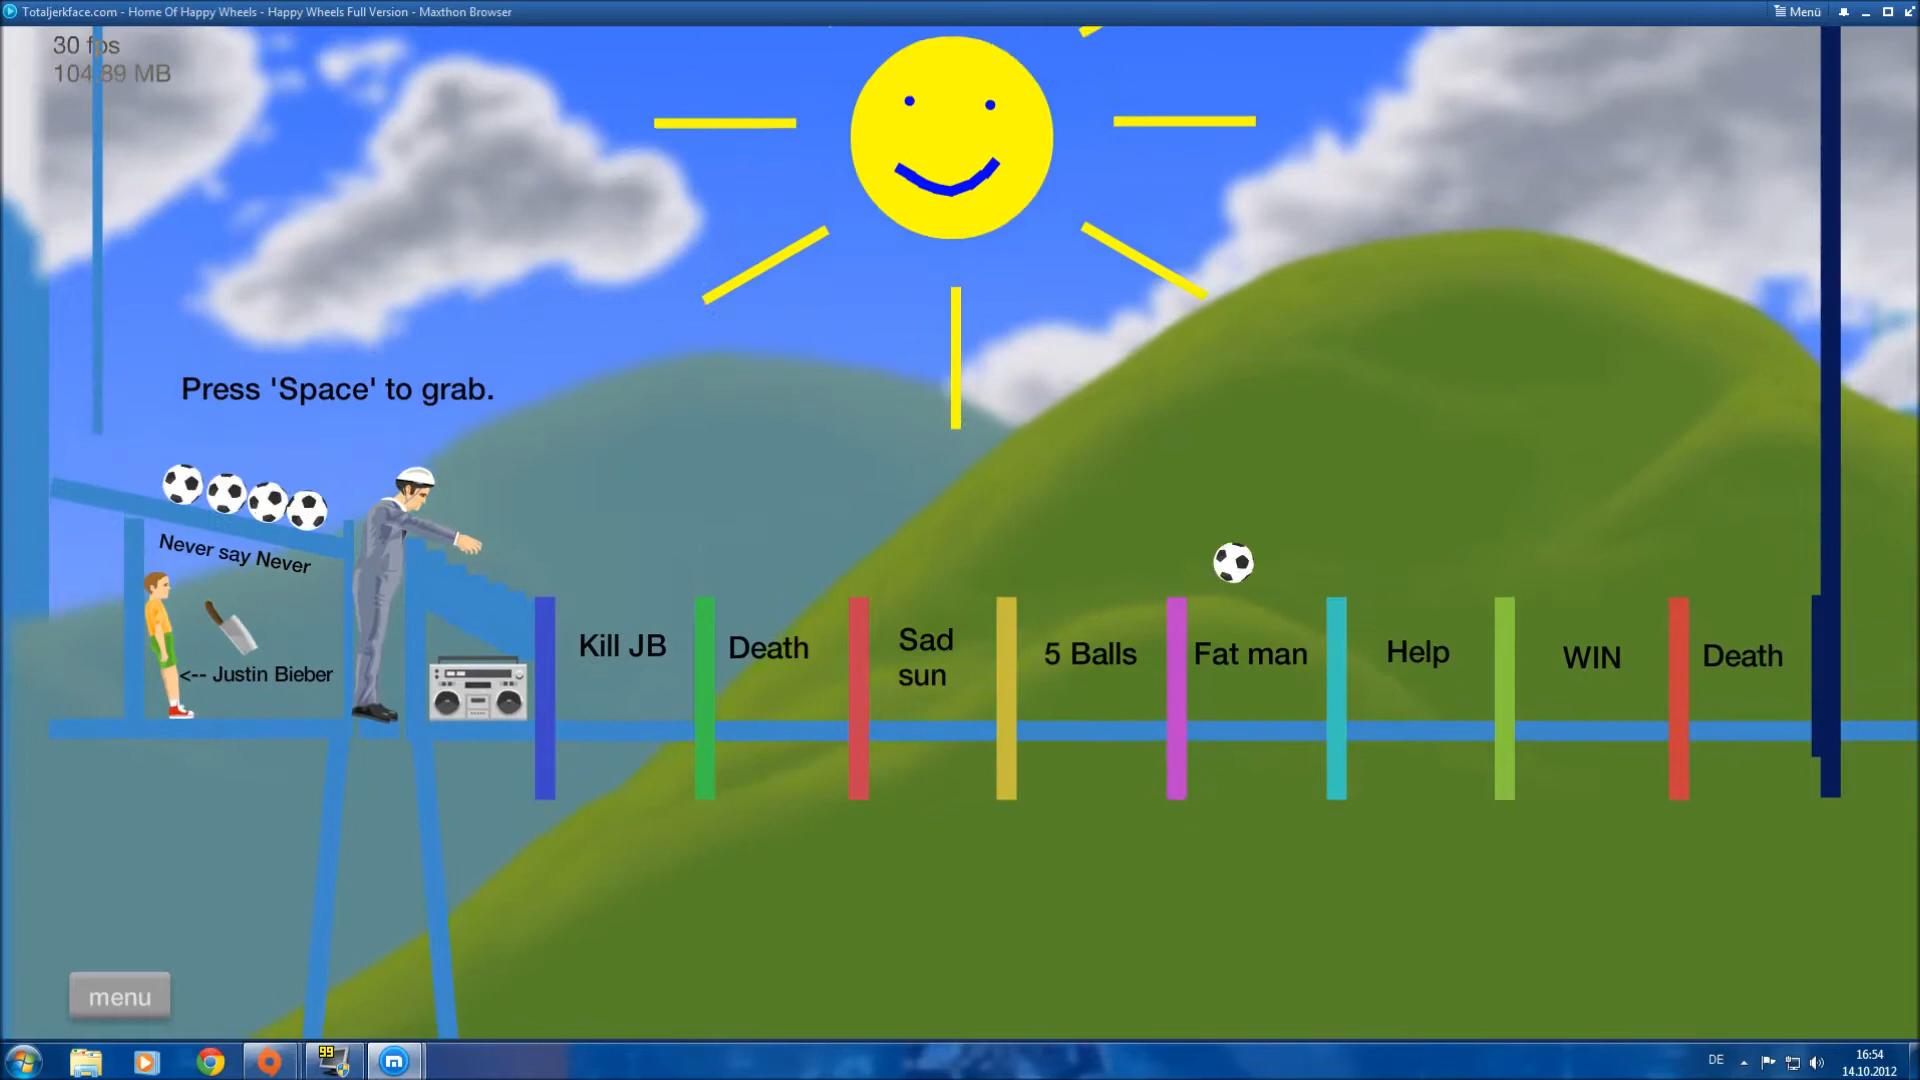 Totaljerkface.com - Home Of Happy Wheels - Happy Wheels Full Version - Maxthon Browser
Menü
30 fps
104.89 MB
Press 'Space' to grab.
Never say Never
<-- Justin Bieber
Kill JB
Death
Sad
sun
5 Balls
Fat man
Help
WIN
Death
menu
99
DE
16:54
14.10.2012